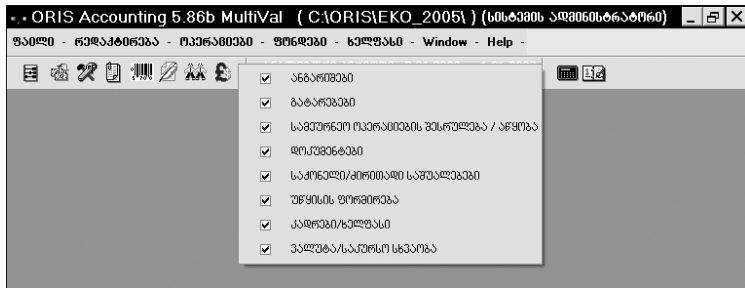 ORIS Accounting 5.86b MultiVal ( C:\ORIS\EKO_2005\ ) (სისტემის ადმინისტრატორი)
ფაილი - რედაქტირება - ოპერაციები - ფონდები - ხელფასი - Window - Help -
ანგარიშები
გატარებები
სამეურნეო ოპერაციების შესრულება / აწყობა
დოკუმენტები
საქონელი/ძირითადი საშუალებები
უწყისის ფორმირება
კადრები/ხელფასი
ვალუტა/საკურსო სხვაობა